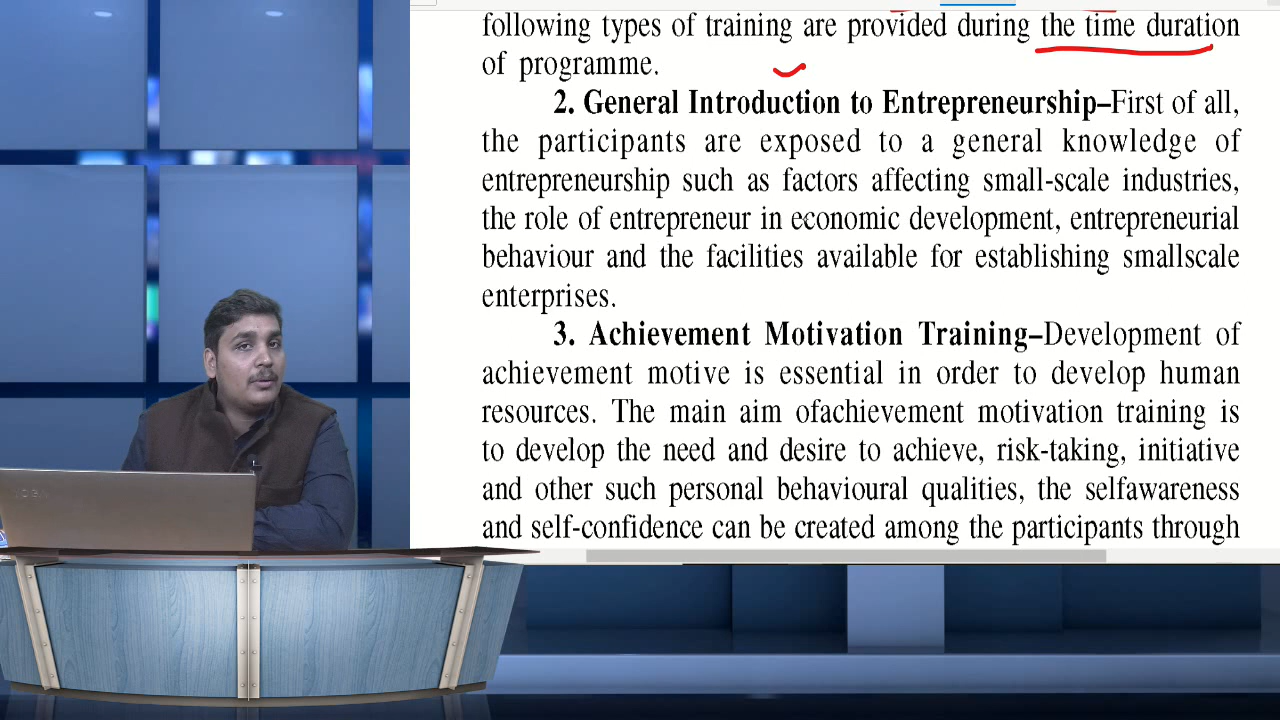 following types of training are provided during the time duration
of programme.
2. General Introduction to Entrepreneurship–First of all,
the participants are exposed to a general knowledge of
entrepreneurship such as factors affecting small-scale industries,
the role of entrepreneur in economic development, entrepreneurial
behaviour and the facilities available for establishing smallscale
enterprises.
3. Achievement Motivation Training–Development of
achievement motive is essential in order to develop human
resources. The main aim ofachievement motivation training is
to develop the need and desire to achieve, risk-taking, initiative
and other such personal behavioural qualities, the selfawareness
and self-confidence can be created among the participants through